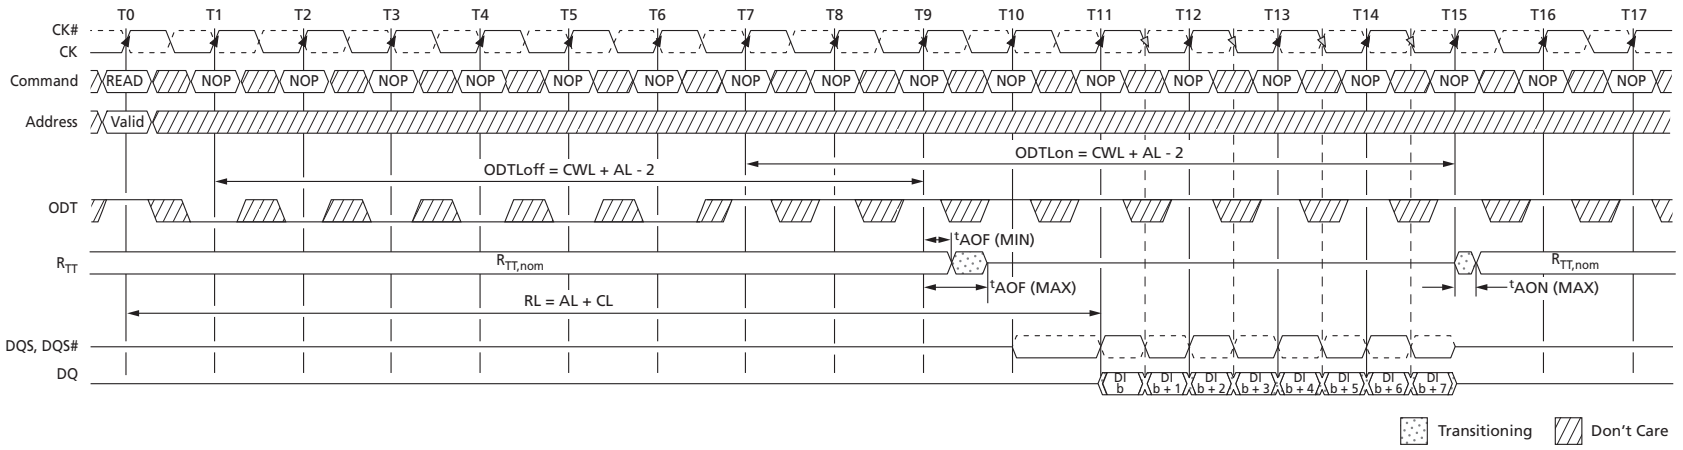 T0 T1 T2 T3 T4 T5 T6 T7 T8 T9 T10 T11 T12 T13 T14 T15 T16 T17
CK#
CK
Command READ NOP NOP NOP NOP NOP NOP NOP NOP NOP NOP NOP NOP NOP NOP NOP NOP NOP
Address Valid
ODTLon = CWL + AL - 2
ODTLoff = CWL + AL - 2
ODT
tAOF (MIN)
RTT RTT,nom RTT,nom
tAOF (MAX) tAON (MAX)
RL = AL + CL
DQS, DQS#
DQ
DI DI DI DI DI DI DI DI
b b + 1 b + 2 b + 3 b + 4 b + 5 b + 6 b + 7
Transitioning Don't Care